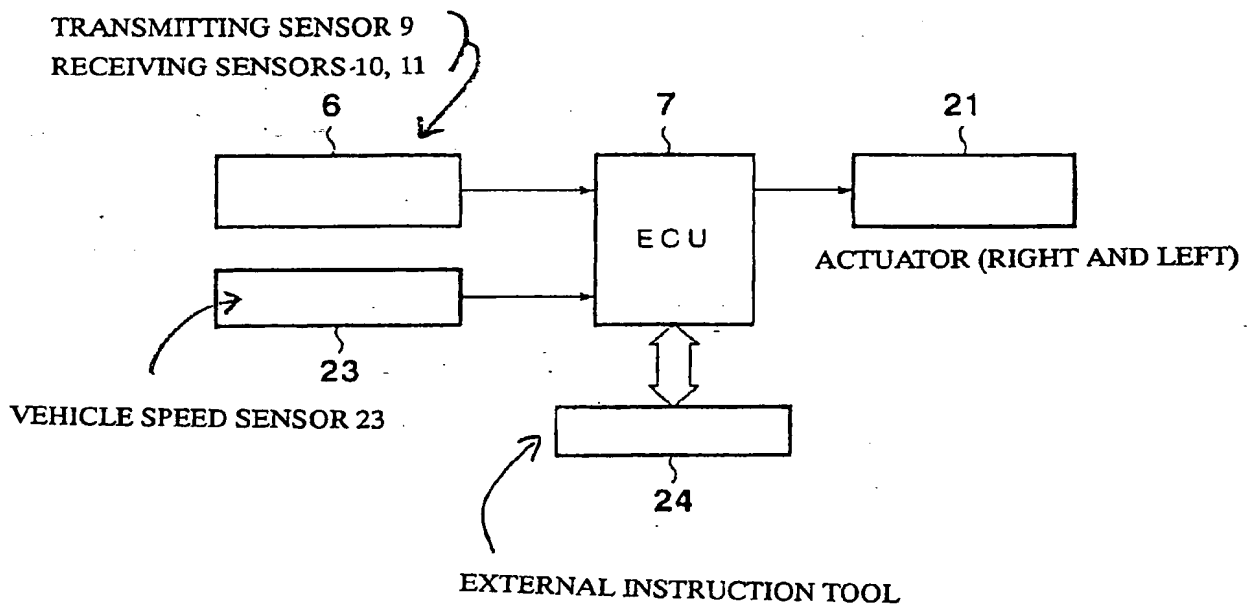 TRANSMITTING SENSOR 9
RECEIVING SENSORS-10, 11
6
7
21
ECU
ACTUATOR (RIGHT AND LEFT)
23
VEHICLE SPEED SENSOR 23
24
EXTERNAL INSTRUCTION TOOL